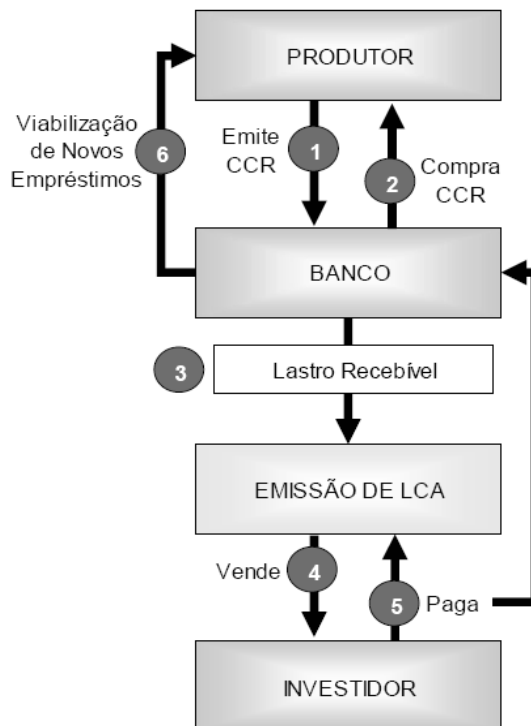 PRODUTOR
Viabilização
de Novos
Empréstimos
6
Emite
CCR
1
2
Compra
CCR
BANCO
3
Lastro Recebível
EMISSÃO DE LCA
Vende
4
5
Paga
INVESTIDOR